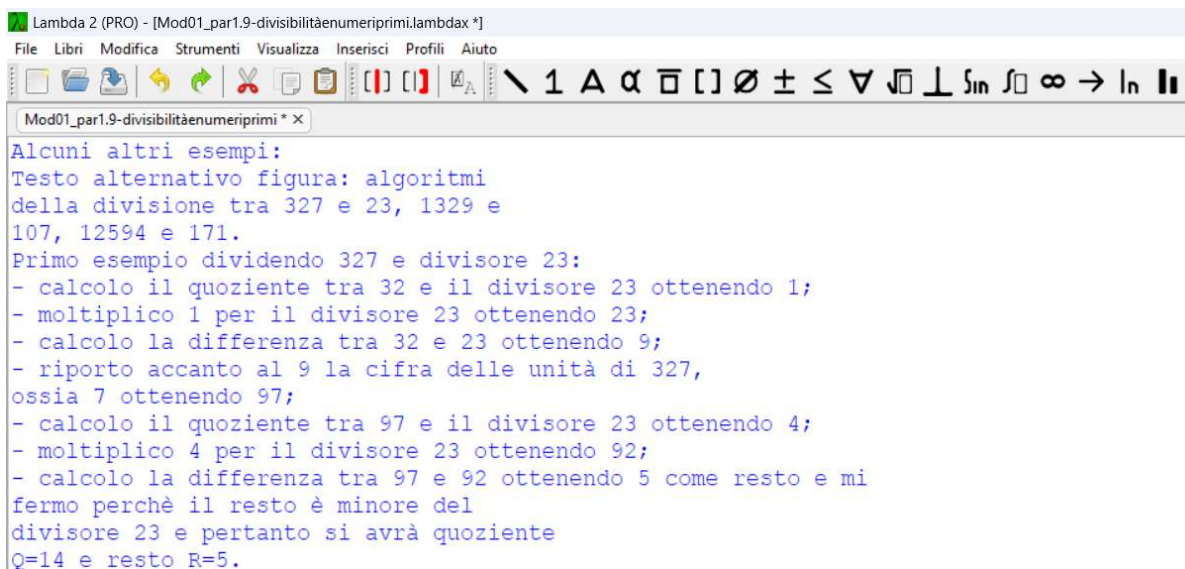 Lambda 2 (PRO) - [Mod01_par1.9-divisibilitàenumeriprimi.lambdax *]
File Libri Modifica Strumenti Visualizza Inserisci Profili Aiuto
Mod01_par1.9-divisibilitàenumeriprimi * ×
Alcuni altri esempi:
Testo alternativo figura: algoritmi
della divisione tra 327 e 23, 1329 e
107, 12594 e 171.
Primo esempio dividendo 327 e divisore 23:
- calcolo il quoziente tra 32 e il divisore 23 ottenendo 1;
- moltiplico 1 per il divisore 23 ottenendo 23;
- calcolo la differenza tra 32 e 23 ottenendo 9;
- riporto accanto al 9 la cifra delle unità di 327,
ossia 7 ottenendo 97;
- calcolo il quoziente tra 97 e il divisore 23 ottenendo 4;
- moltiplico 4 per il divisore 23 ottenendo 92;
- calcolo la differenza tra 97 e 92 ottenendo 5 come resto e mi
fermo perchè il resto è minore del
divisore 23 e pertanto si avrà quoziente
Q=14 e resto R=5.